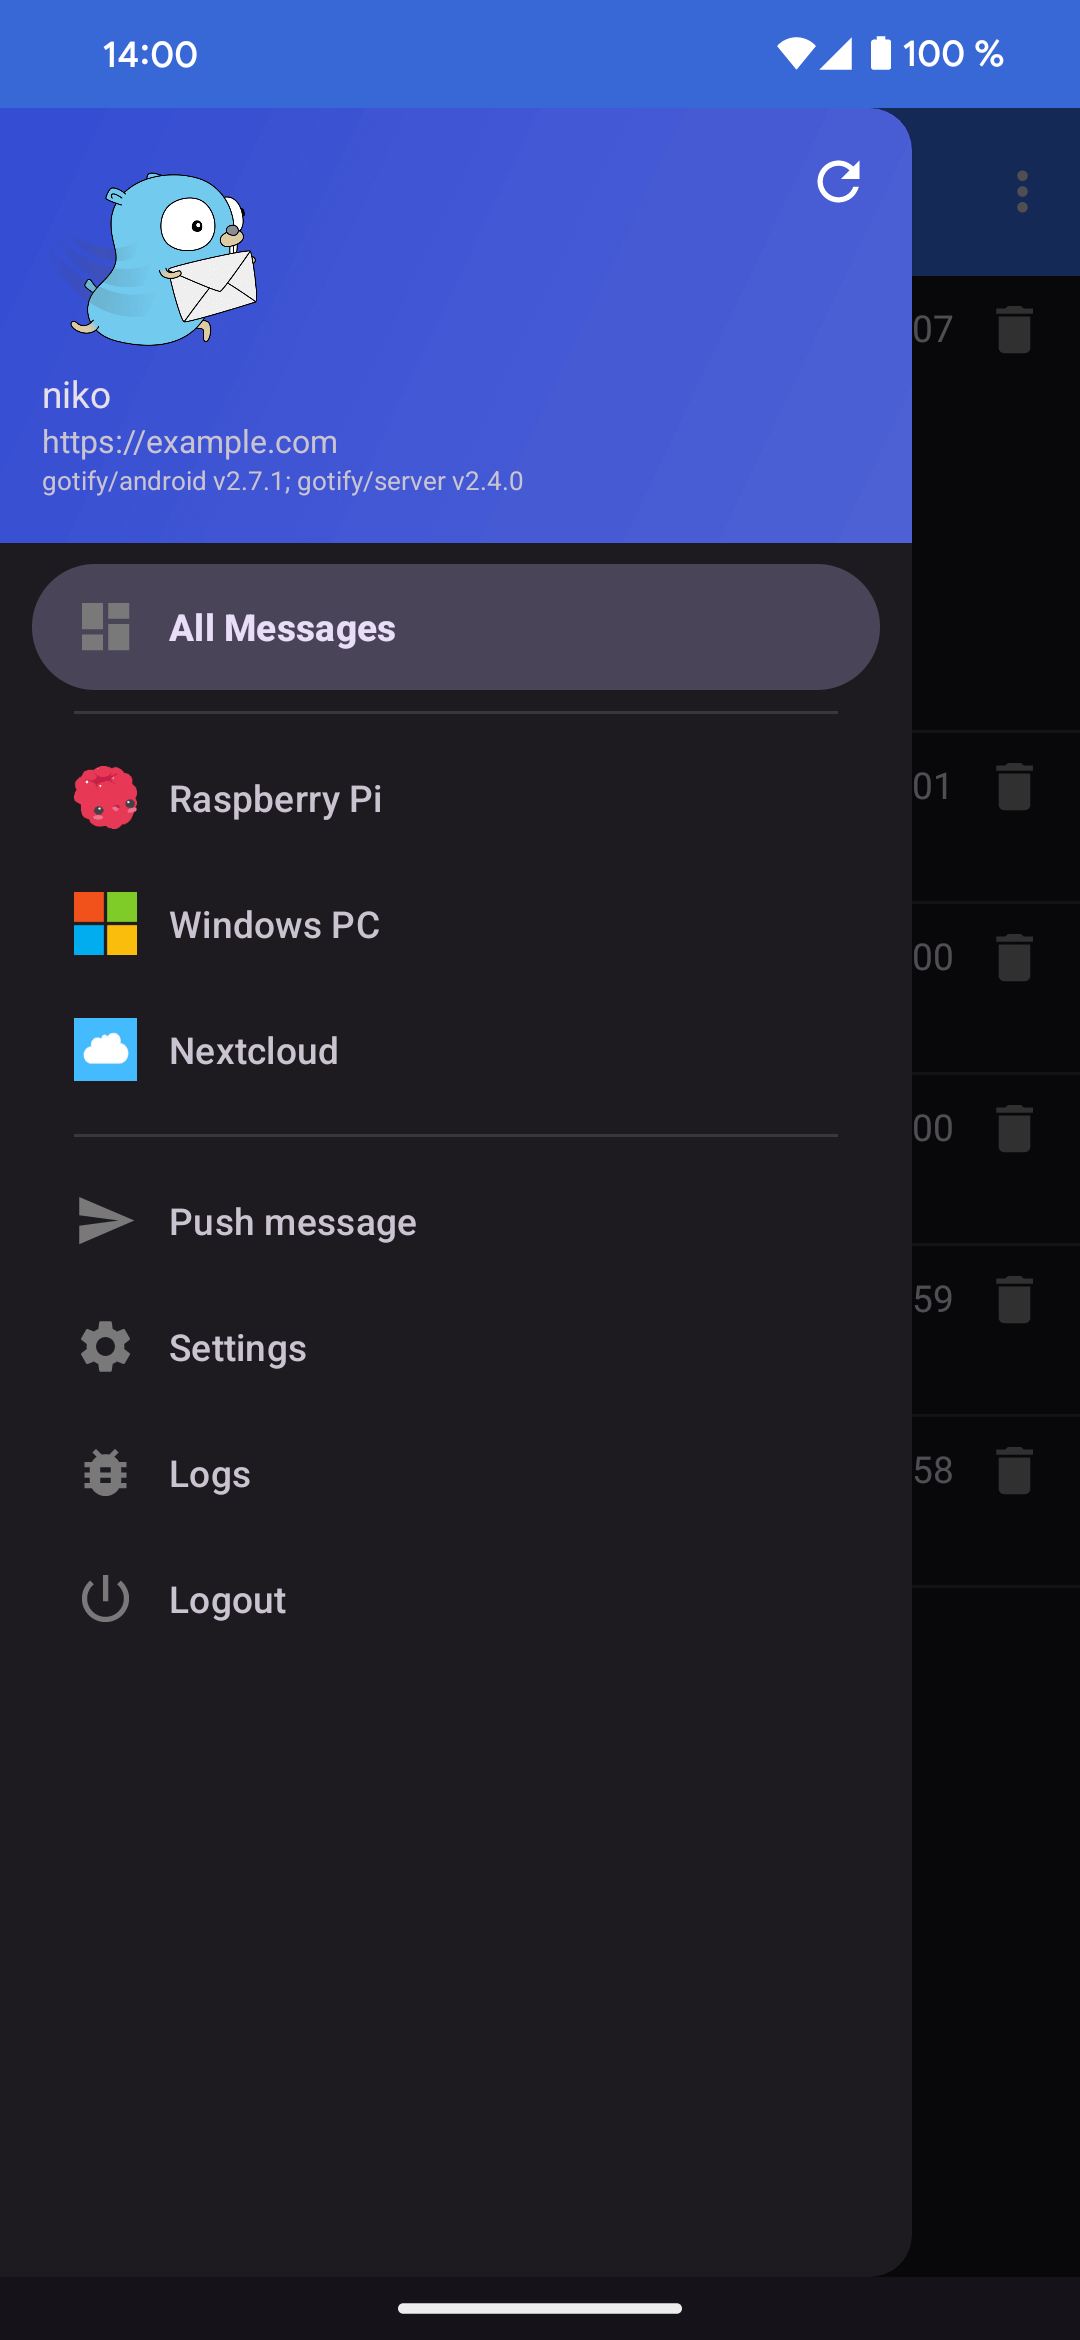 14:00
100 %
niko
https://example.com
gotify/android v2.7.1; gotify/server v2.4.0
All Messages
Raspberry Pi
Windows PC
Nextcloud
Push message
Settings
Logs
Logout
07
01
00
00
59
58